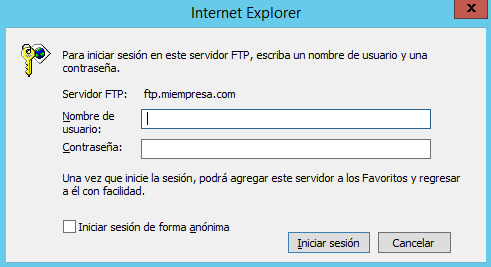 Internet Explorer
x
Para iniciar sesión en este servidor FTP, escriba un nombre de usuario y una
contraseña.
Servidor FTP: ftp.miempresa.com
Nombre de
usuario:
Contraseña:
Una vez que inicie la sesión, podrá agregar este servidor a los Favoritos y regresar
a él con facilidad.
Iniciar sesión de forma anónima
Iniciar sesión Cancelar